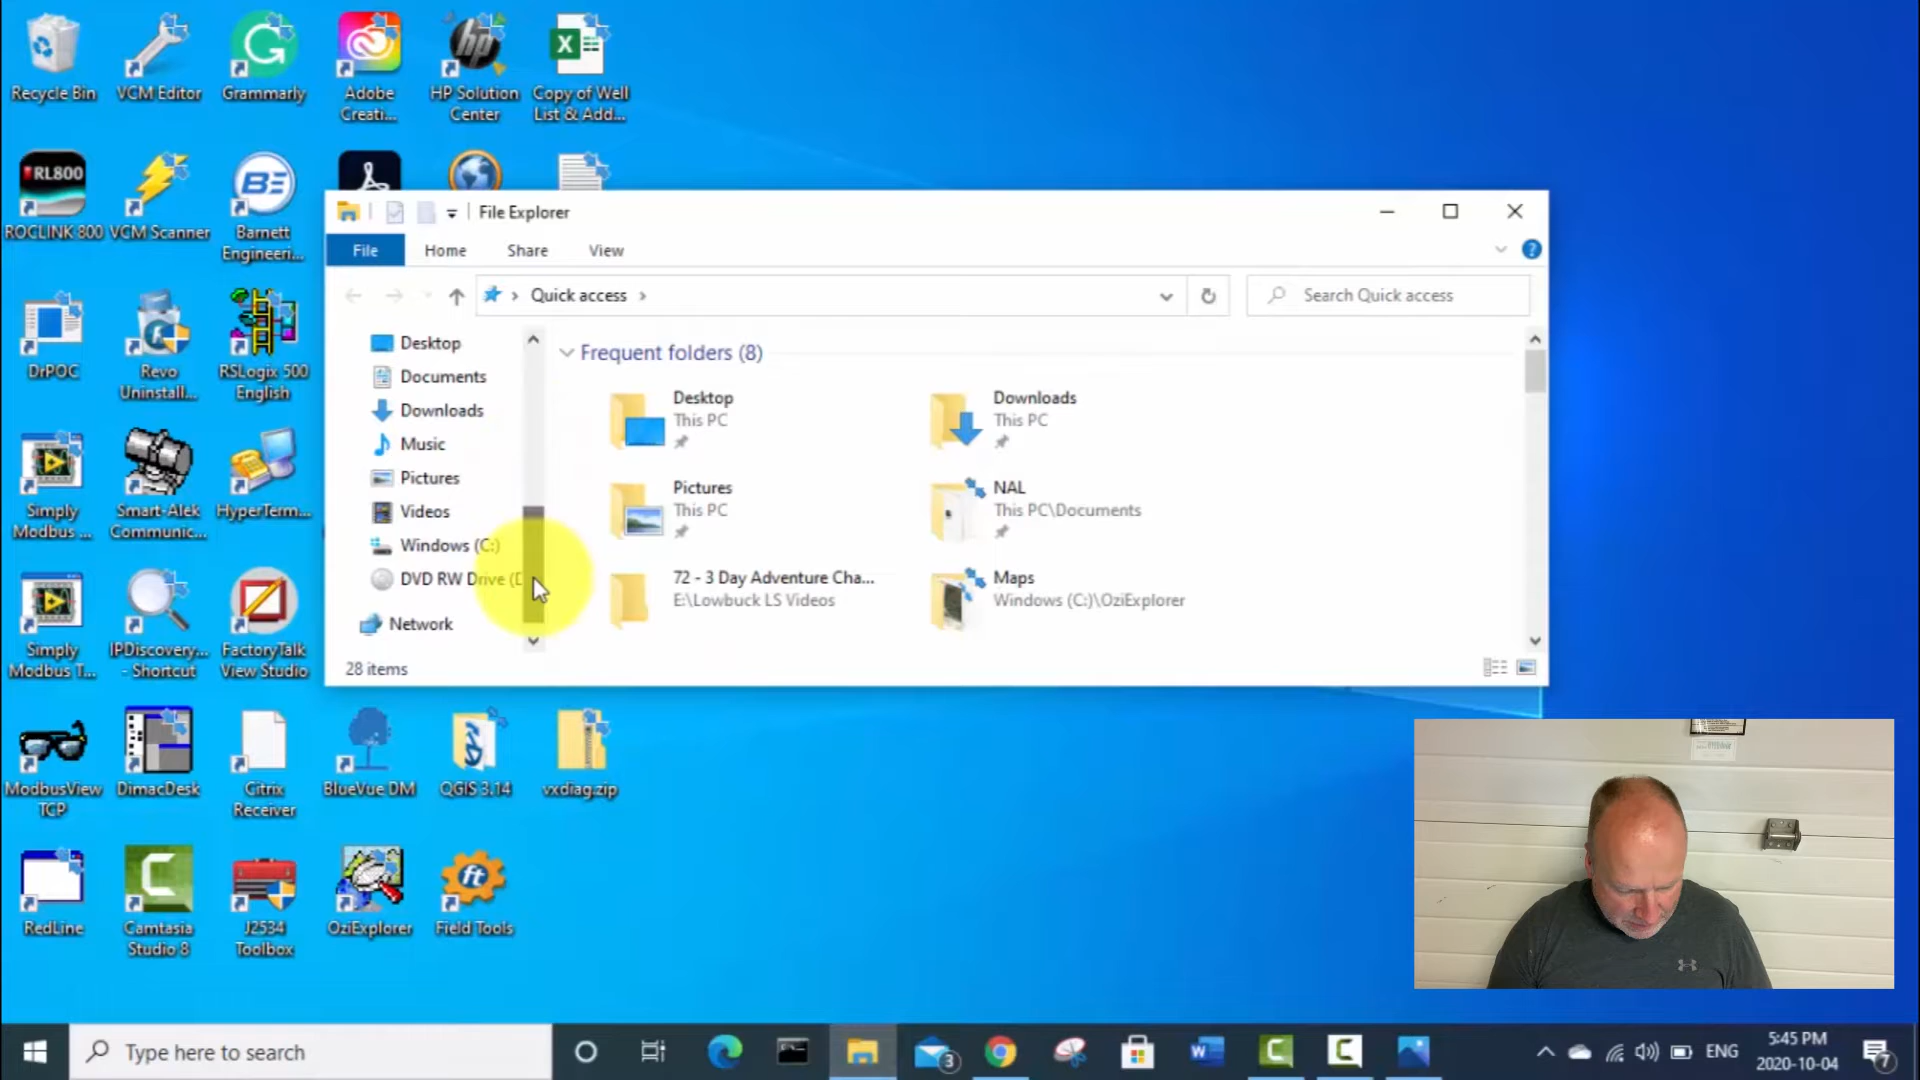 Recycle Bin
VCM Editor
Grammarly
Adobe
Creati...
HP Solution
Center
Copy of Well
List & Add...
RL800
ROCLINK 800
VCM Scanner
BE
Barnett
Engineeri...
DrPOC
Revo
Uninstall...
RSLogix 500
English
Simply
Modbus ...
Smart-Alek
Communic...
HyperTerm...
Simply
Modbus T...
IPDiscovery...
- Shortcut
FactoryTalk
View Studio
ModbusView
TCP
DimacDesk
Citrix
Receiver
BlueVue DM
QGIS 3.14
vxdiag.zip
RedLine
Camtasia
Studio 8
J2534
Toolbox
OziExplorer
ft
Field Tools
File Explorer
File
Home
Share
View
Quick access
Search Quick access
Desktop
Documents
Downloads
Music
Pictures
Videos
Windows (C:)
DVD RW Drive (D
Network
28 items
Frequent folders (8)
Desktop
This PC
Downloads
This PC
Pictures
This PC
NAL
This PC\Documents
72 - 3 Day Adventure Cha...
E:\Lowbuck LS Videos
Maps
Windows (C:)\OziExplorer
Type here to search
3
ENG
5:45 PM
2020-10-04
7